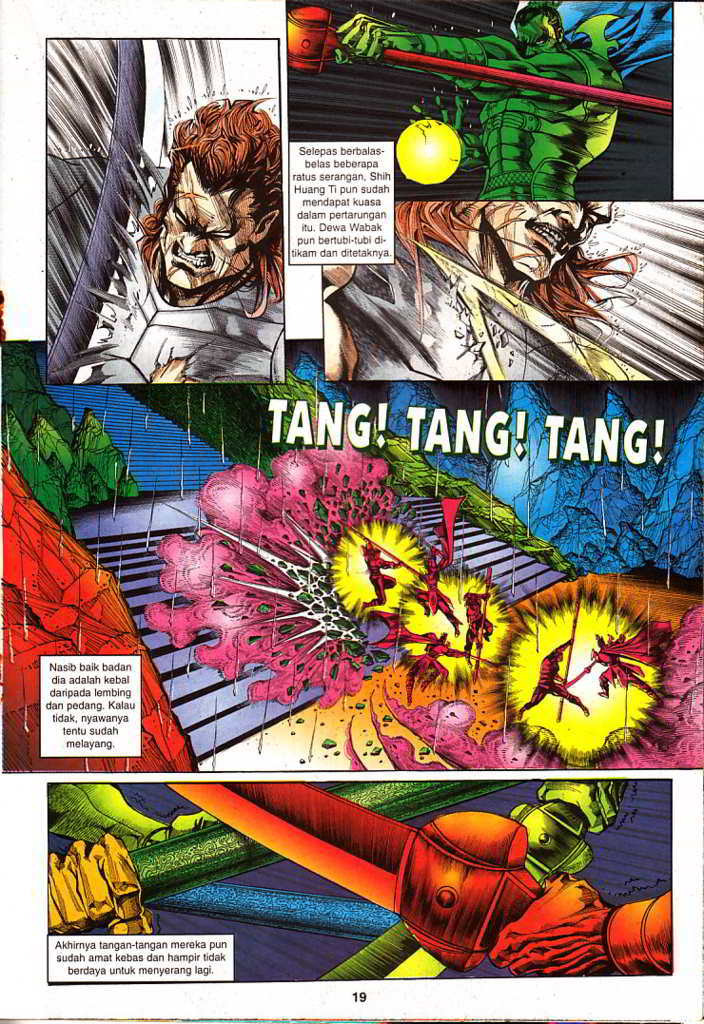 Selepas berbalas-
belas beberapa
ratus serangan, Shih
Huang Ti pun sudah
mendapat kuasa
dalam pertarungan
itu. Dewa Wabak
pun bertubi-tubi di-
tikam dan ditetaknya.
TANG! TANG! TANG!
Nasib baik badan
dia adalah kebal
daripada lembing
dan pedang. Kalau
tidak, nyawanya
tentu sudah
melayang.
Akhirnya tangan-tangan mereka pun
sudah amat kebas dan hampir tidak
berdaya untuk menyerang lagi.
19